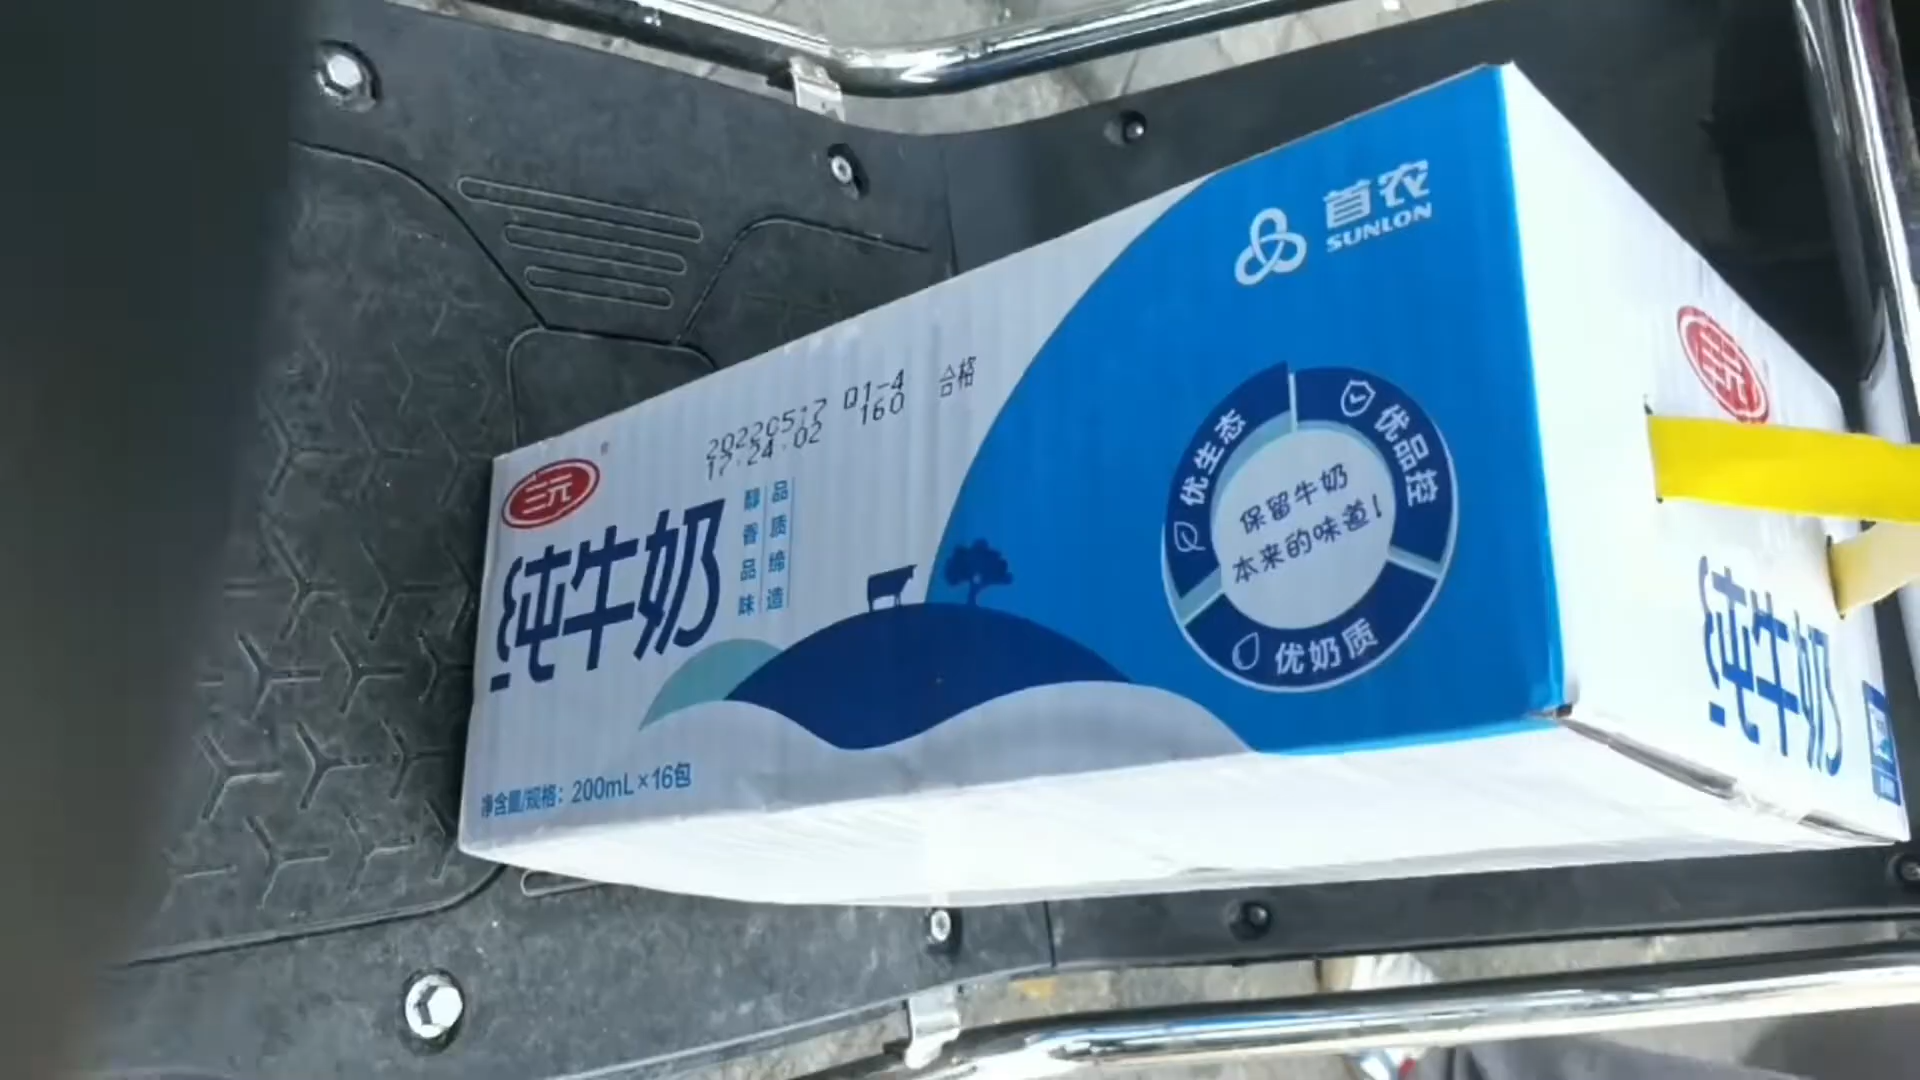 首农
SUNLON
20220517 Q1-4 合格
17:24:02 160
三元
纯牛奶
品质缔造
醇香品味
优生态
优品控
优奶质
保留牛奶
本来的味道!
净含量/规格：200mL×16包
三元
纯牛奶